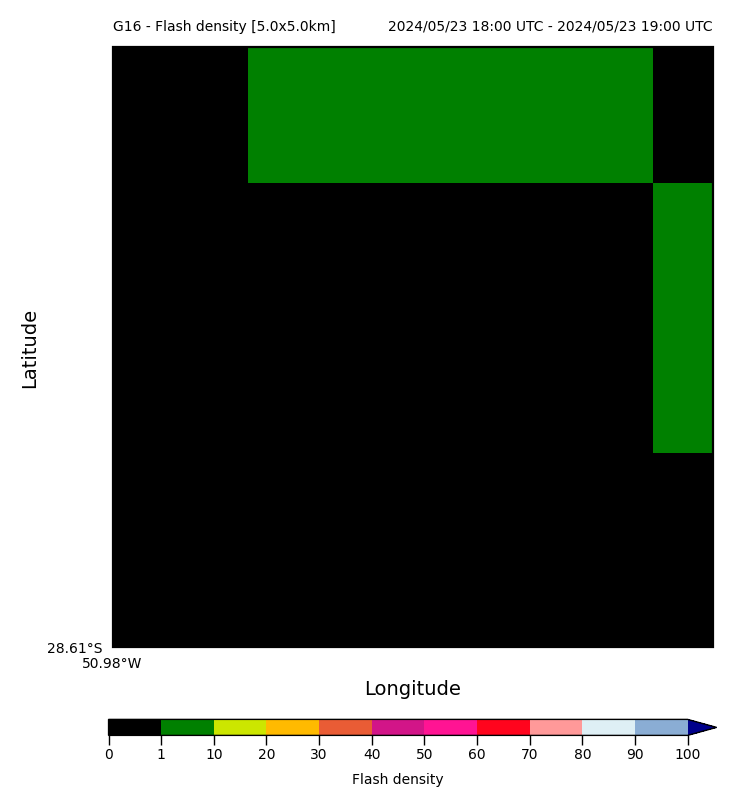 G16 - Flash density [5.0x5.0km] 2024/05/23 18:00 UTC - 2024/05/23 19:00 UTC
Latitude
28.61°S
50.98°W
Longitude
0 1 10 20 30 40 50 60 70 80 90 100
Flash density